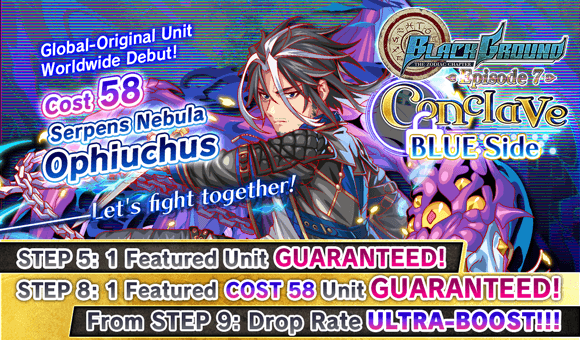 Global-Original Unit
Worldwide Debut!
Cost 58
Serpens Nebula
Ophiuchus
Let's fight together!
BLACK GROUND
THE ZODIAC CHAPTER
Episode 7
Conclave
BLUE Side
STEP 5: 1 Featured Unit GUARANTEED!
STEP 8: 1 Featured COST 58 Unit GUARANTEED!
From STEP 9: Drop Rate ULTRA-BOOST!!!